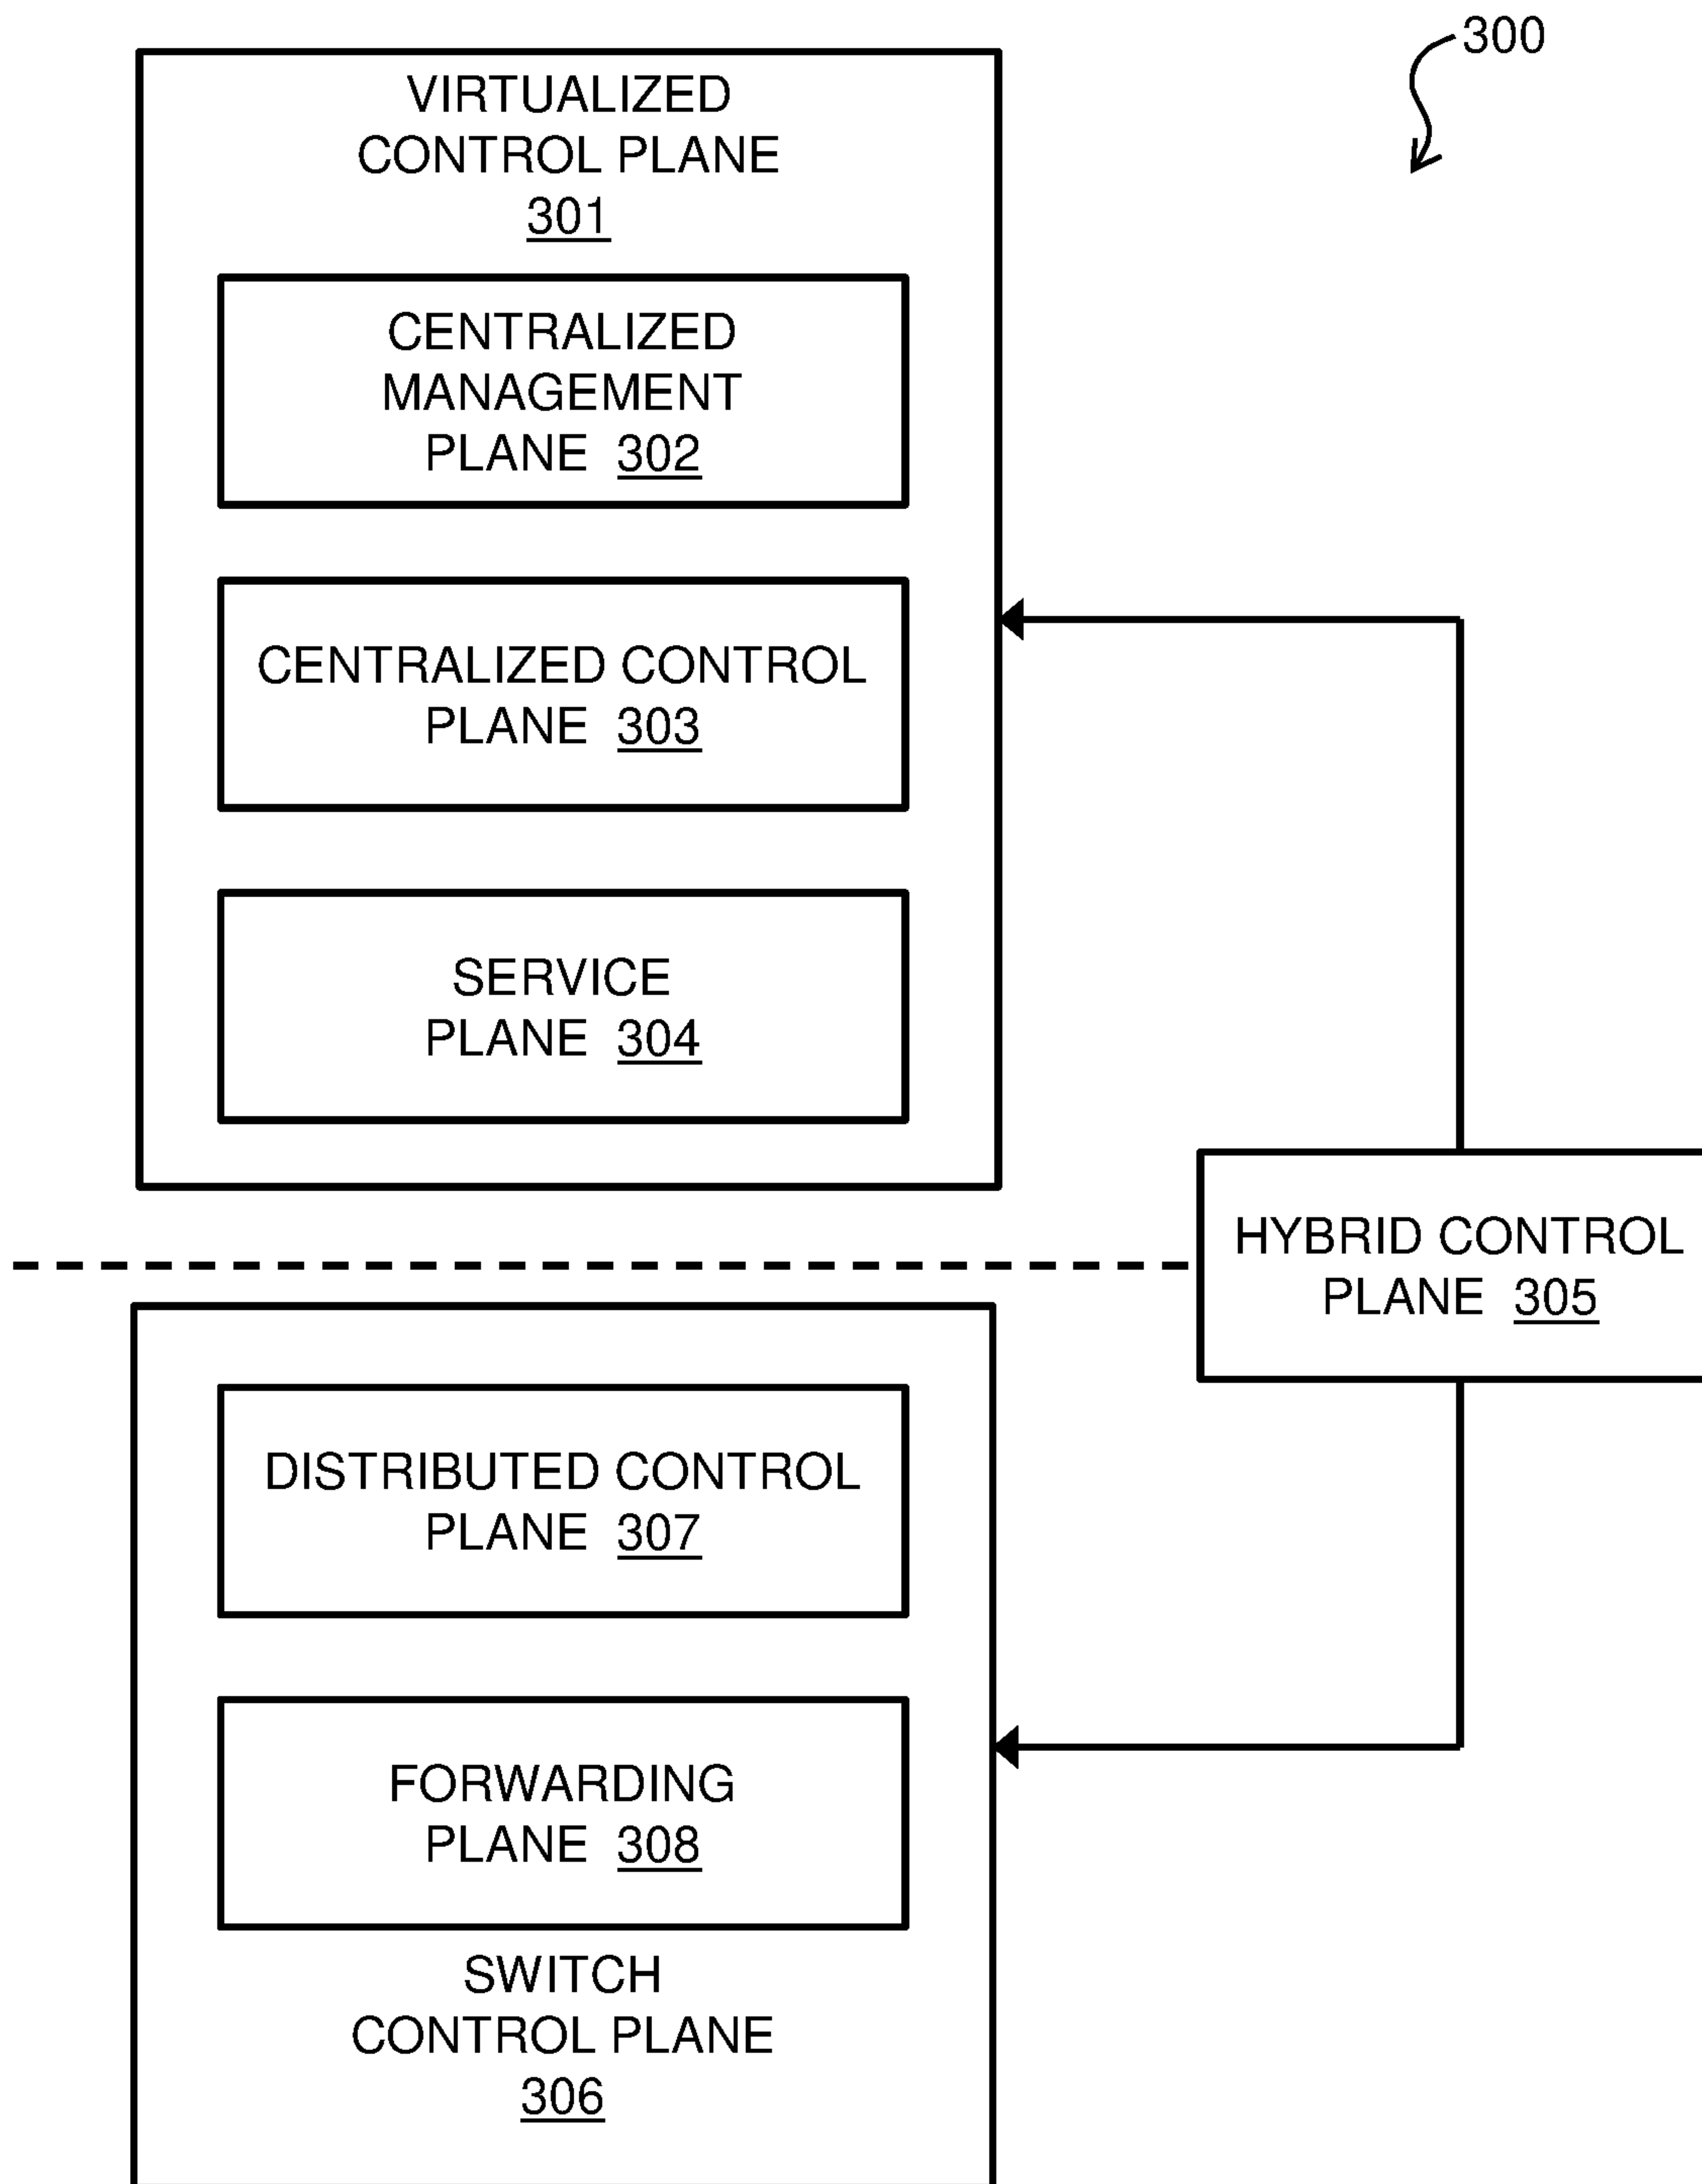 300
VIRTUALIZED
CONTROL PLANE
301
CENTRALIZED
MANAGEMENT
PLANE 302
CENTRALIZED CONTROL
PLANE 303
SERVICE
PLANE 304
HYBRID CONTROL
PLANE 305
DISTRIBUTED CONTROL
PLANE 307
FORWARDING
PLANE 308
SWITCH
CONTROL PLANE
306